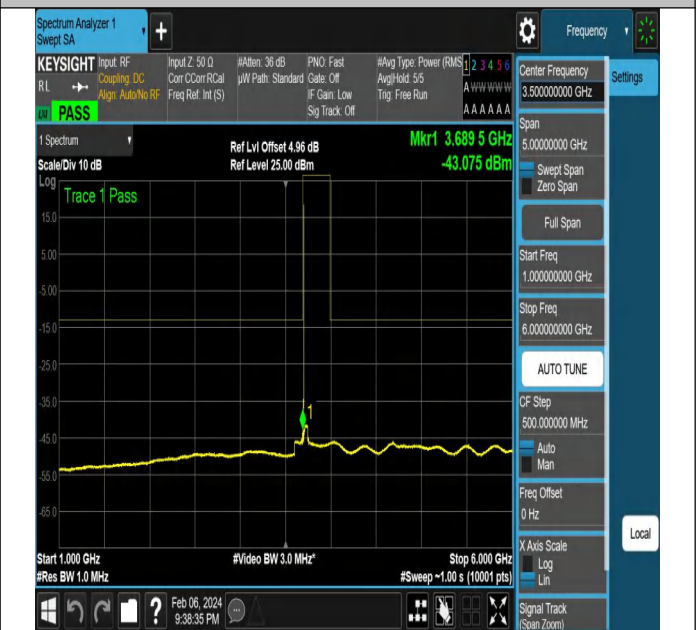 Spectrum Analyzer 1
Swept SA
Frequency
KEYSIGHT
RL
PASS
Input: RF
Coupling: DC
Align: Auto/No RF
Input Z: 50 Ω
Corr CCorr RCal
Freq Ref: Int (S)
#Atten: 36 dB
µW Path: Standard
PNO: Fast
Gate: Off
IF Gain: Low
Sig Track: Off
#Avg Type: Power (RMS
Avg|Hold: 5/5
Trig: Free Run
1 2 3 4 5 6
A W W W W W
A A A A A A
1 Spectrum
Scale/Div 10 dB
Log
Ref Lvl Offset 4.96 dB
Ref Level 25.00 dBm
Mkr1 3.689 5 GHz
-43.075 dBm
Trace 1 Pass
15.0
5.00
-5.00
-15.0
-25.0
-35.0
-45.0
-55.0
-65.0
1
Start 1.000 GHz
#Res BW 1.0 MHz
#Video BW 3.0 MHz*
Stop 6.000 GHz
#Sweep ~1.00 s (10001 pts)
Feb 06, 2024
9:38:35 PM
?
Center Frequency
3.500000000 GHz
Settings
Span
5.00000000 GHz
Swept Span
Zero Span
Full Span
Start Freq
1.000000000 GHz
Stop Freq
6.000000000 GHz
AUTO TUNE
CF Step
500.000000 MHz
Auto
Man
Freq Offset
0 Hz
X Axis Scale
Log
Lin
Local
Signal Track
(Span Zoom)